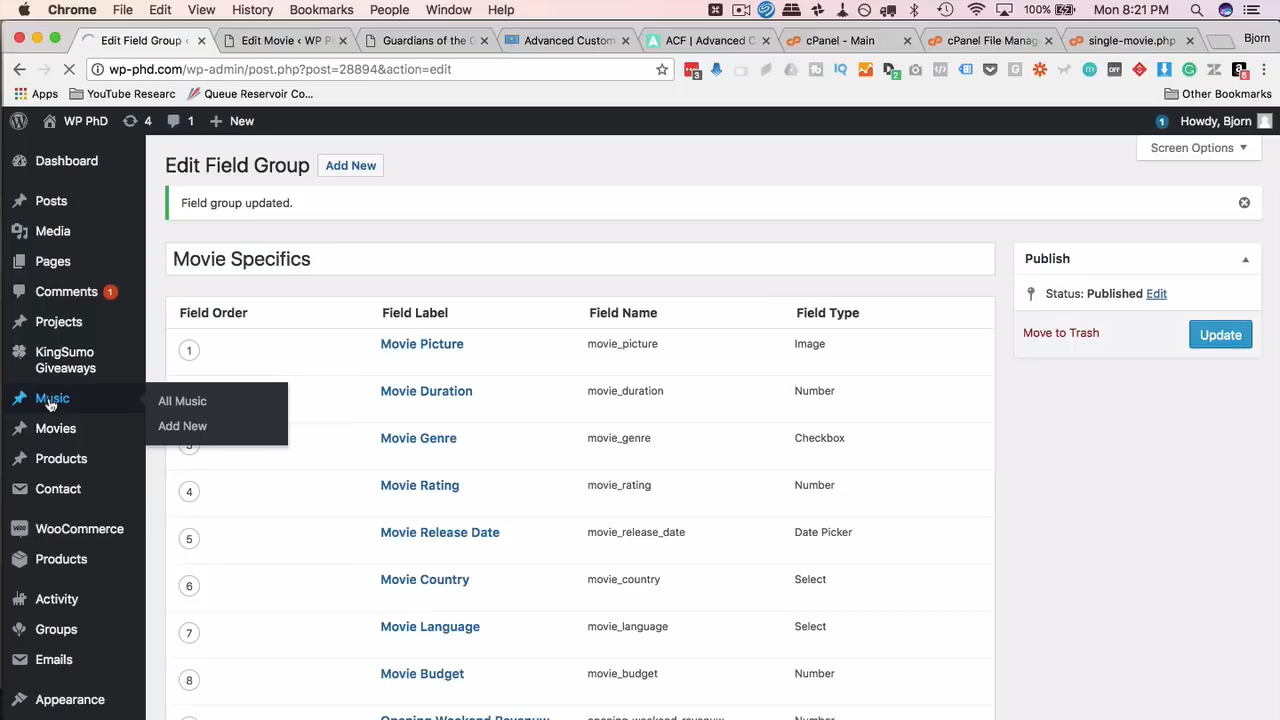 Chrome File Edit View History Bookmarks People Window Help 100% Mon 8:21 PM
Edit Field Group ‹ Edit Movie ‹ WP P Guardians of the G Advanced Custom ACF | Advanced C cPanel - Main cPanel File Manag single-movie.php Bjorn
wp-phd.com/wp-admin/post.php?post=28894&action=edit
Apps YouTube Researc Queue Reservoir Co... Other Bookmarks
WP PhD 4 1 New 1 Howdy, Bjorn
Screen Options
Edit Field Group Add New
Field group updated.
Movie Specifics
Dashboard
Posts
Media
Pages
Comments 1
Projects
KingSumo
Giveaways
Music
All Music
Add New
Movies
Products
Contact
WooCommerce
Products
Activity
Groups
Emails
Appearance
Field Order Field Label Field Name Field Type
1 Movie Picture movie_picture Image
Movie Duration movie_duration Number
Movie Genre movie_genre Checkbox
4 Movie Rating movie_rating Number
5 Movie Release Date movie_release_date Date Picker
6 Movie Country movie_country Select
7 Movie Language movie_language Select
8 Movie Budget movie_budget Number
Publish
Status: Published Edit
Move to Trash Update